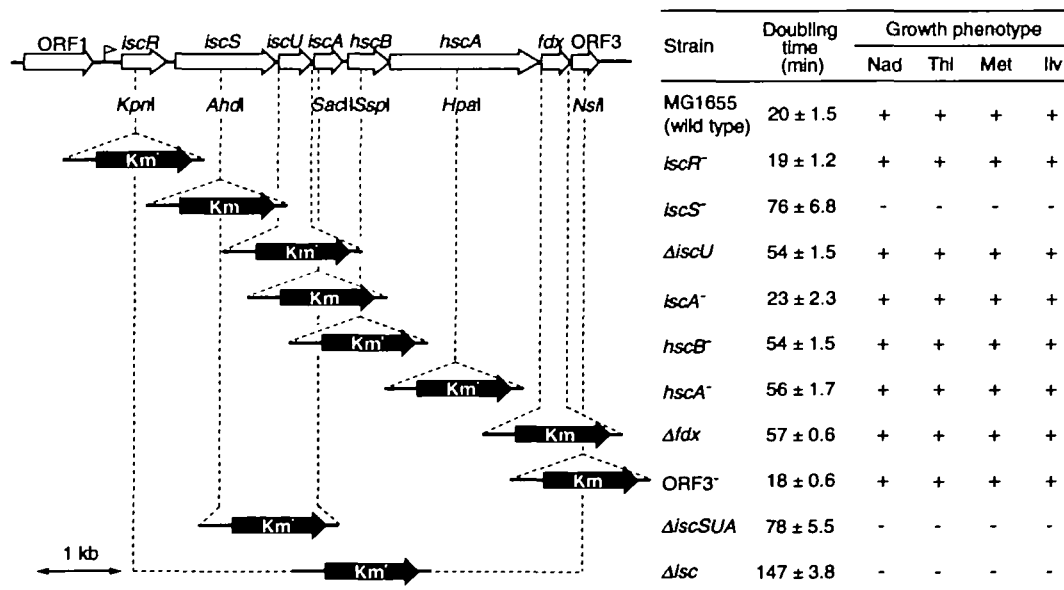 ORF1 iscR iscS iscU iscA hscB hscA fdx ORF3
KpnI AhdI SacII SspI HpaI NsiI
Km^r
Km
Km^r
Km
Km^r
Km^r
Km
Km
Km^r
Km^r
1 kb
Strain Doubling time (min) Growth phenotype
Nad Thi Met Ilv
MG1655 (wild type) 20 ± 1.5 + + + +
iscR⁻ 19 ± 1.2 + + + +
iscS⁻ 76 ± 6.8 - - - -
ΔiscU 54 ± 1.5 + + + +
iscA⁻ 23 ± 2.3 + + + +
hscB⁻ 54 ± 1.5 + + + +
hscA⁻ 56 ± 1.7 + + + +
Δfdx 57 ± 0.6 + + + +
ORF3⁻ 18 ± 0.6 + + + +
ΔiscSUA 78 ± 5.5 - - - -
Δisc 147 ± 3.8 - - - -